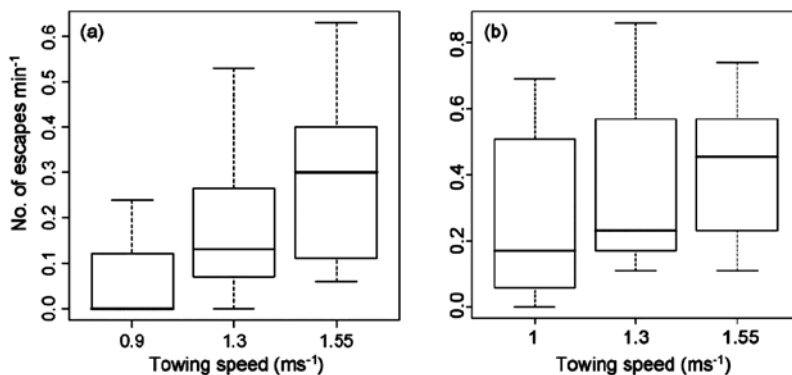 (a)
No. of escapes min⁻¹
0.6
0.5
0.4
0.3
0.2
0.1
0.0
0.9 1.3 1.55
Towing speed (ms⁻¹)
(b)
0.8
0.6
0.4
0.2
0.0
1 1.3 1.55
Towing speed (ms⁻¹)